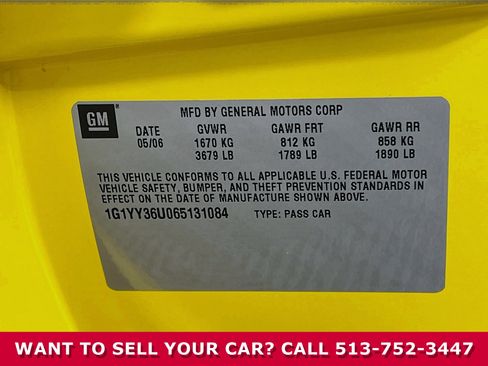 GM
MFD BY GENERAL MOTORS CORP
DATE GVWR GAWR FRT GAWR RR
05/06 1670 KG 812 KG 858 KG
3679 LB 1789 LB 1890 LB
THIS VEHICLE CONFORMS TO ALL APPLICABLE U.S. FEDERAL MOTOR
VEHICLE SAFETY, BUMPER, AND THEFT PREVENTION STANDARDS IN
EFFECT ON THE DATE OF MANUFACTURE SHOWN ABOVE.
1G1YY36U065131084 TYPE: PASS CAR
WANT TO SELL YOUR CAR? CALL 513-752-3447